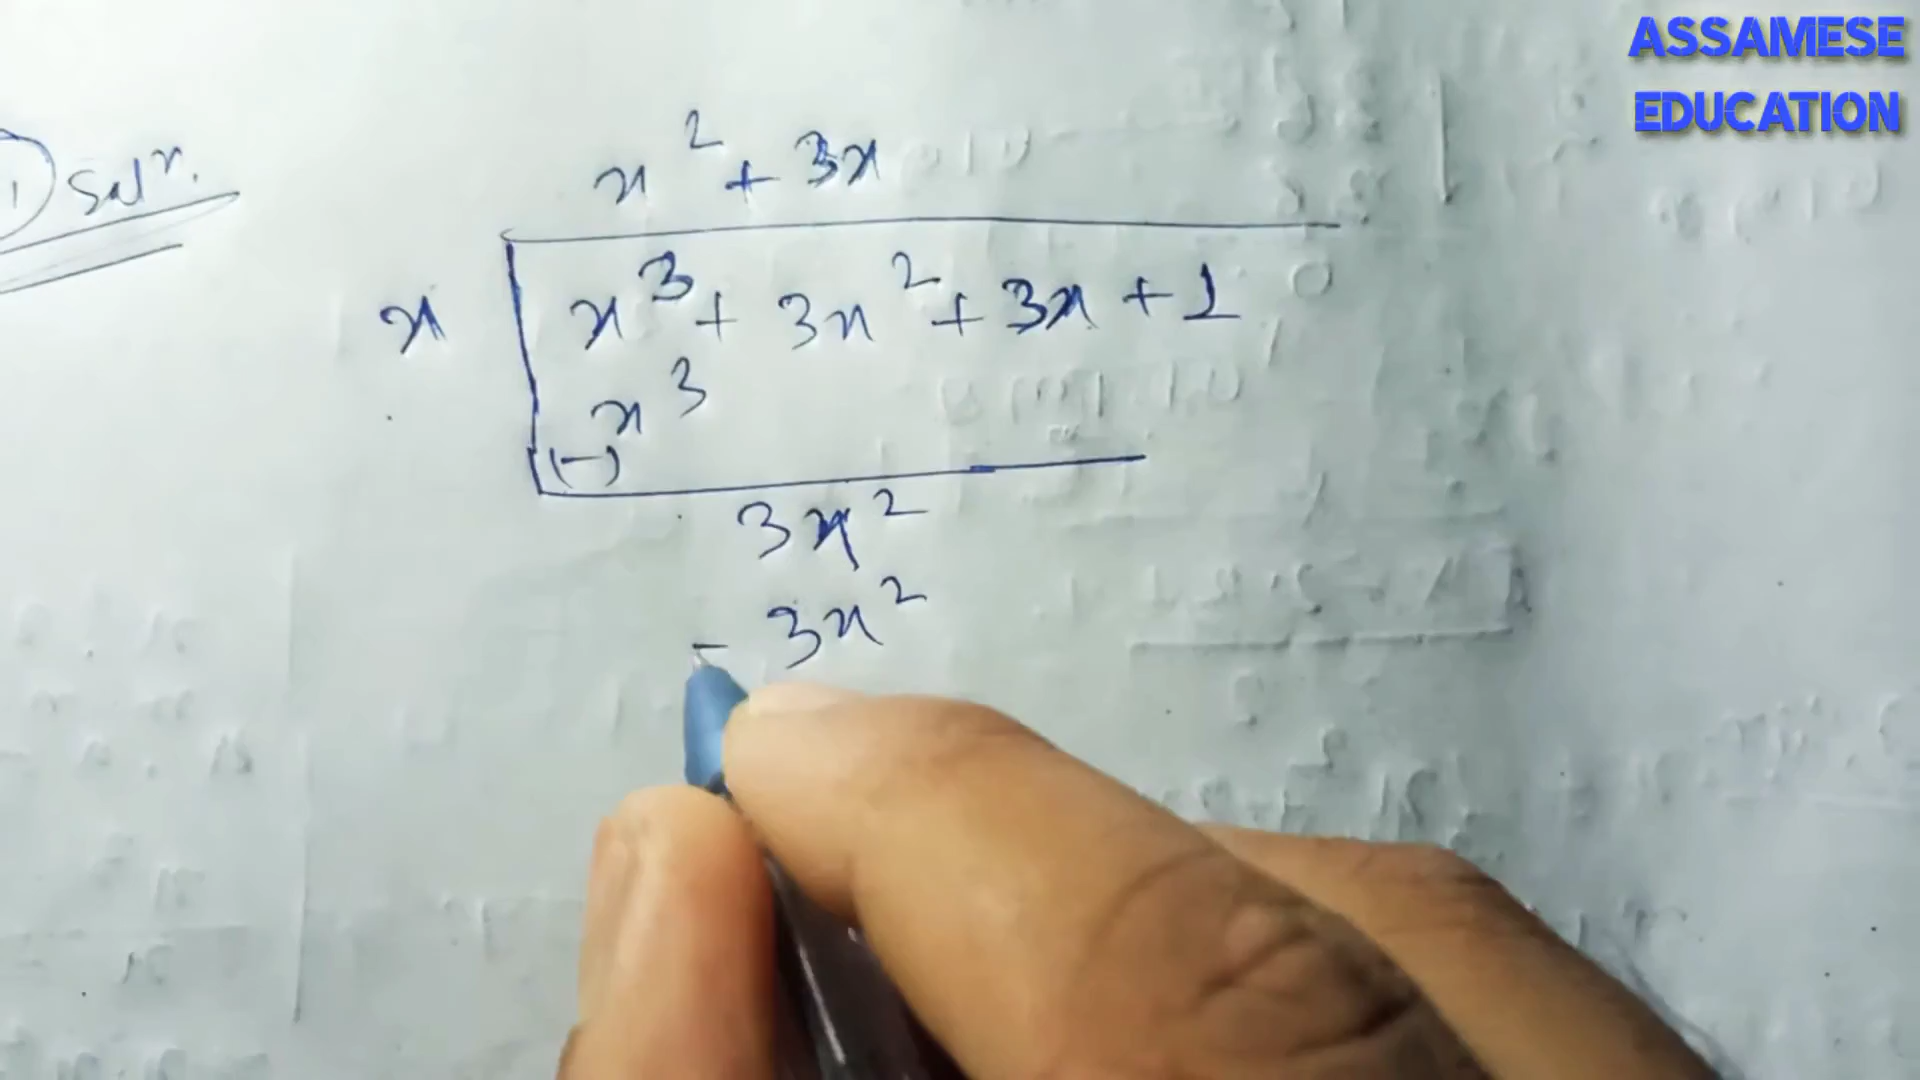 ASSAMESE
EDUCATION
1) Solⁿ.
x² + 3x
x
x³ + 3x² + 3x + 1
x³
(−)
3x²
− 3x²